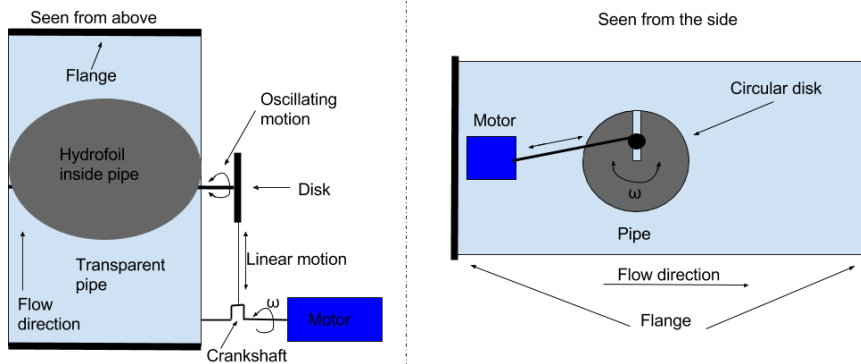 Seen from above
Flange
Oscillating
motion
Hydrofoil
inside pipe
Disk
Linear motion
Transparent
pipe
Flow
direction
ω
Motor
Crankshaft
Seen from the side
Circular disk
Motor
ω
Pipe
Flow direction
Flange